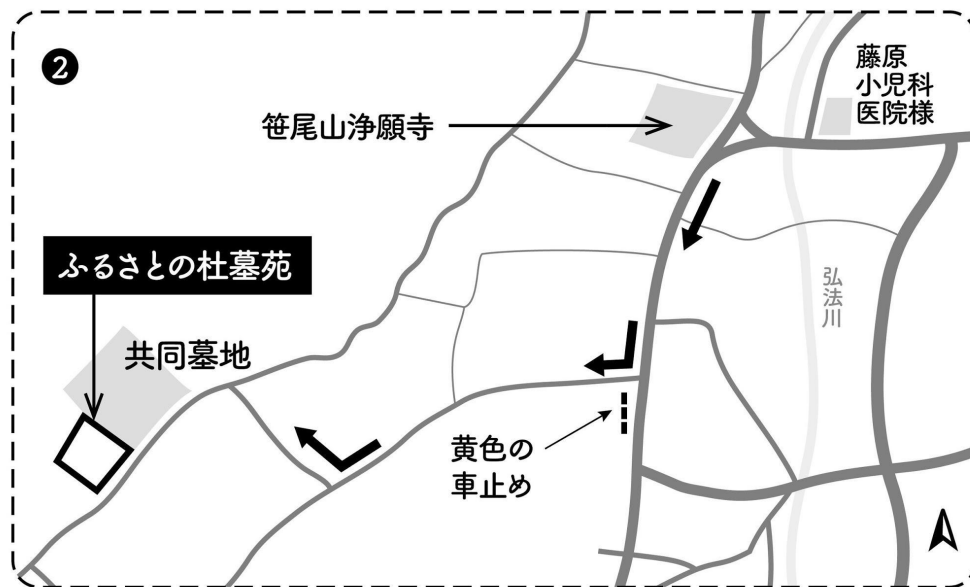 2
藤原
小児科
医院様
笹尾山浄願寺
ふるさとの杜墓苑
弘法川
共同墓地
黄色の
車止め